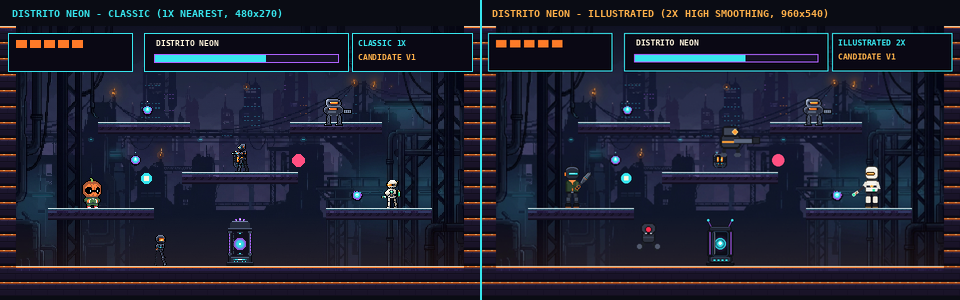 DISTRITO NEON - CLASSIC (1X NEAREST, 480x270)
DISTRITO NEON - ILLUSTRATED (2X HIGH SMOOTHING, 960x540)
DISTRITO NEON
CLASSIC 1X
CANDIDATE V1
DISTRITO NEON
ILLUSTRATED 2X
CANDIDATE V1